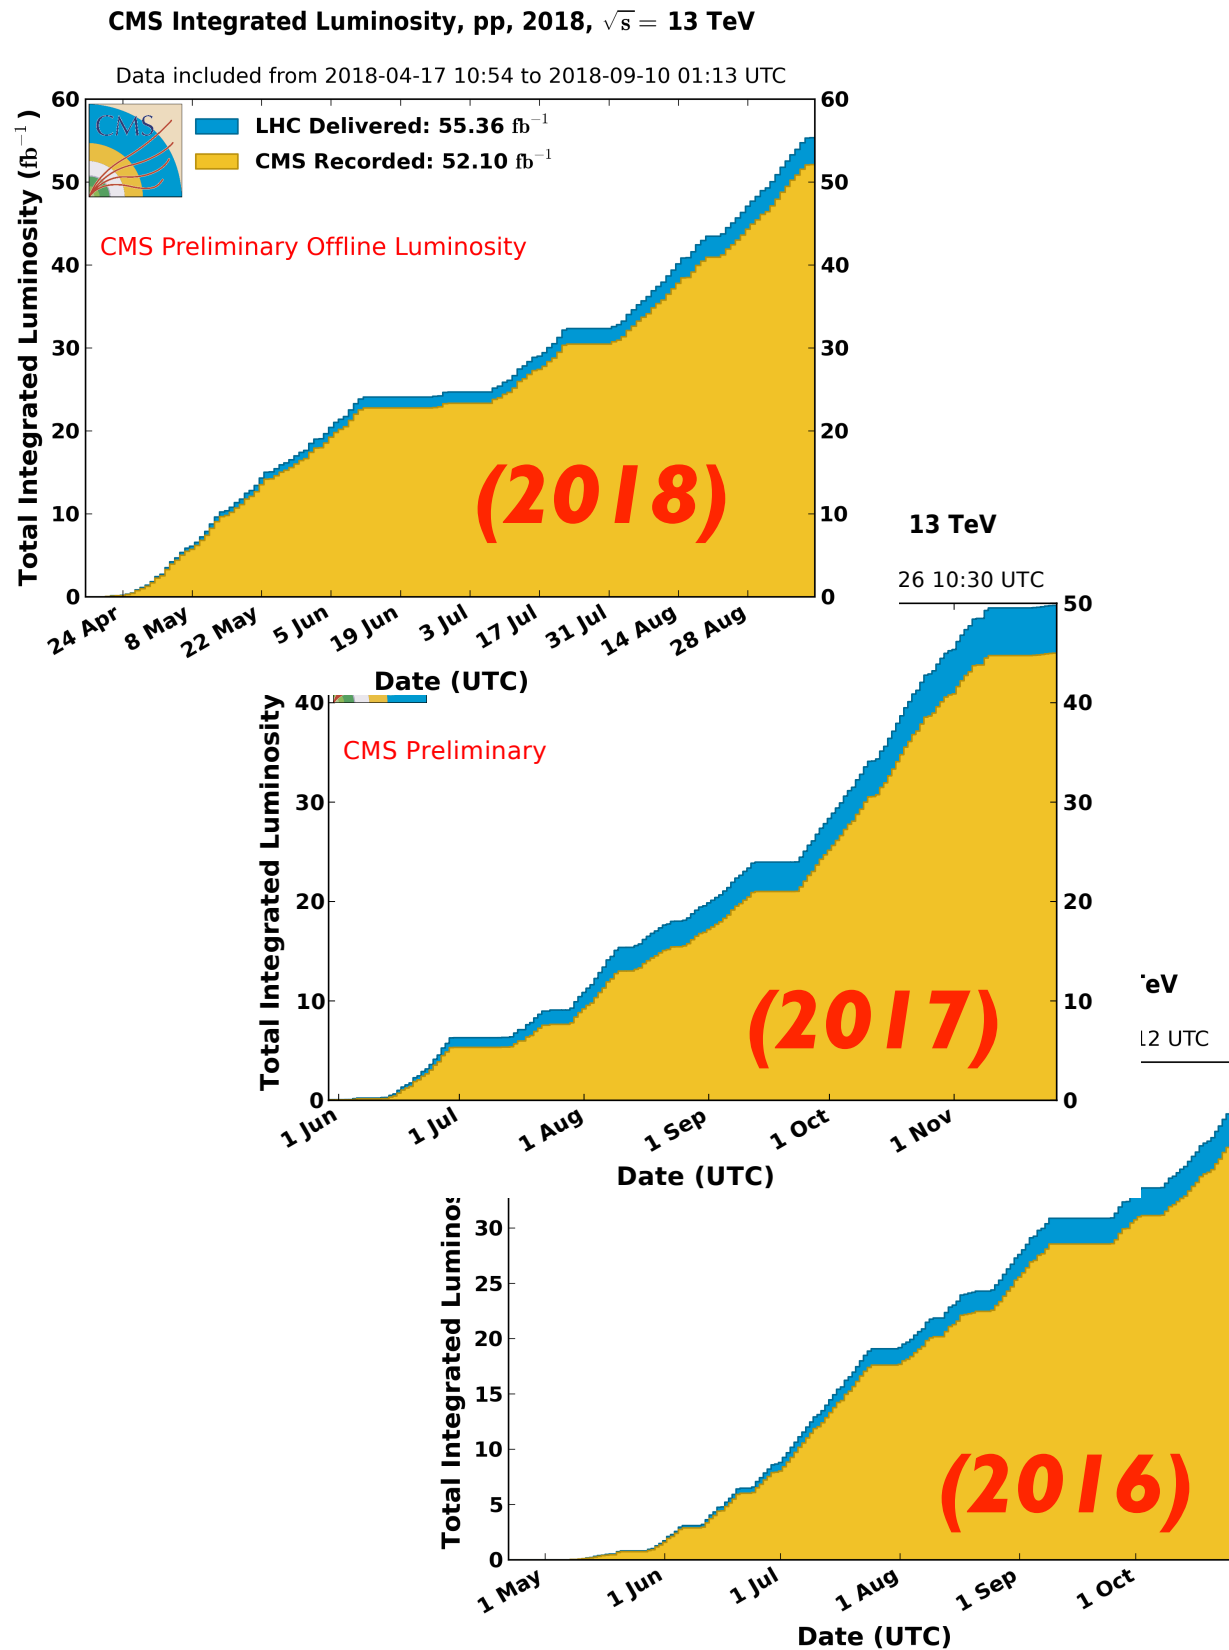 CMS Integrated Luminosity, pp, 2018, √s = 13 TeV
Data included from 2018-04-17 10:54 to 2018-09-10 01:13 UTC
CMS
LHC Delivered: 55.36 fb⁻¹
CMS Recorded: 52.10 fb⁻¹
CMS Preliminary Offline Luminosity
Total Integrated Luminosity (fb⁻¹)
60
50
40
30
20
10
0
60
50
40
30
20
10
0
(2018)
24 Apr
8 May
22 May
5 Jun
19 Jun
3 Jul
17 Jul
31 Jul
14 Aug
28 Aug
Date (UTC)
13 TeV
26 10:30 UTC
CMS Preliminary
Total Integrated Luminosity
40
30
20
10
0
50
40
30
20
10
0
(2017)
1 Jun
1 Jul
1 Aug
1 Sep
1 Oct
1 Nov
Date (UTC)
TeV
12 UTC
Total Integrated Luminos
30
25
20
15
10
5
0
(2016)
1 May
1 Jun
1 Jul
1 Aug
1 Sep
1 Oct
Date (UTC)